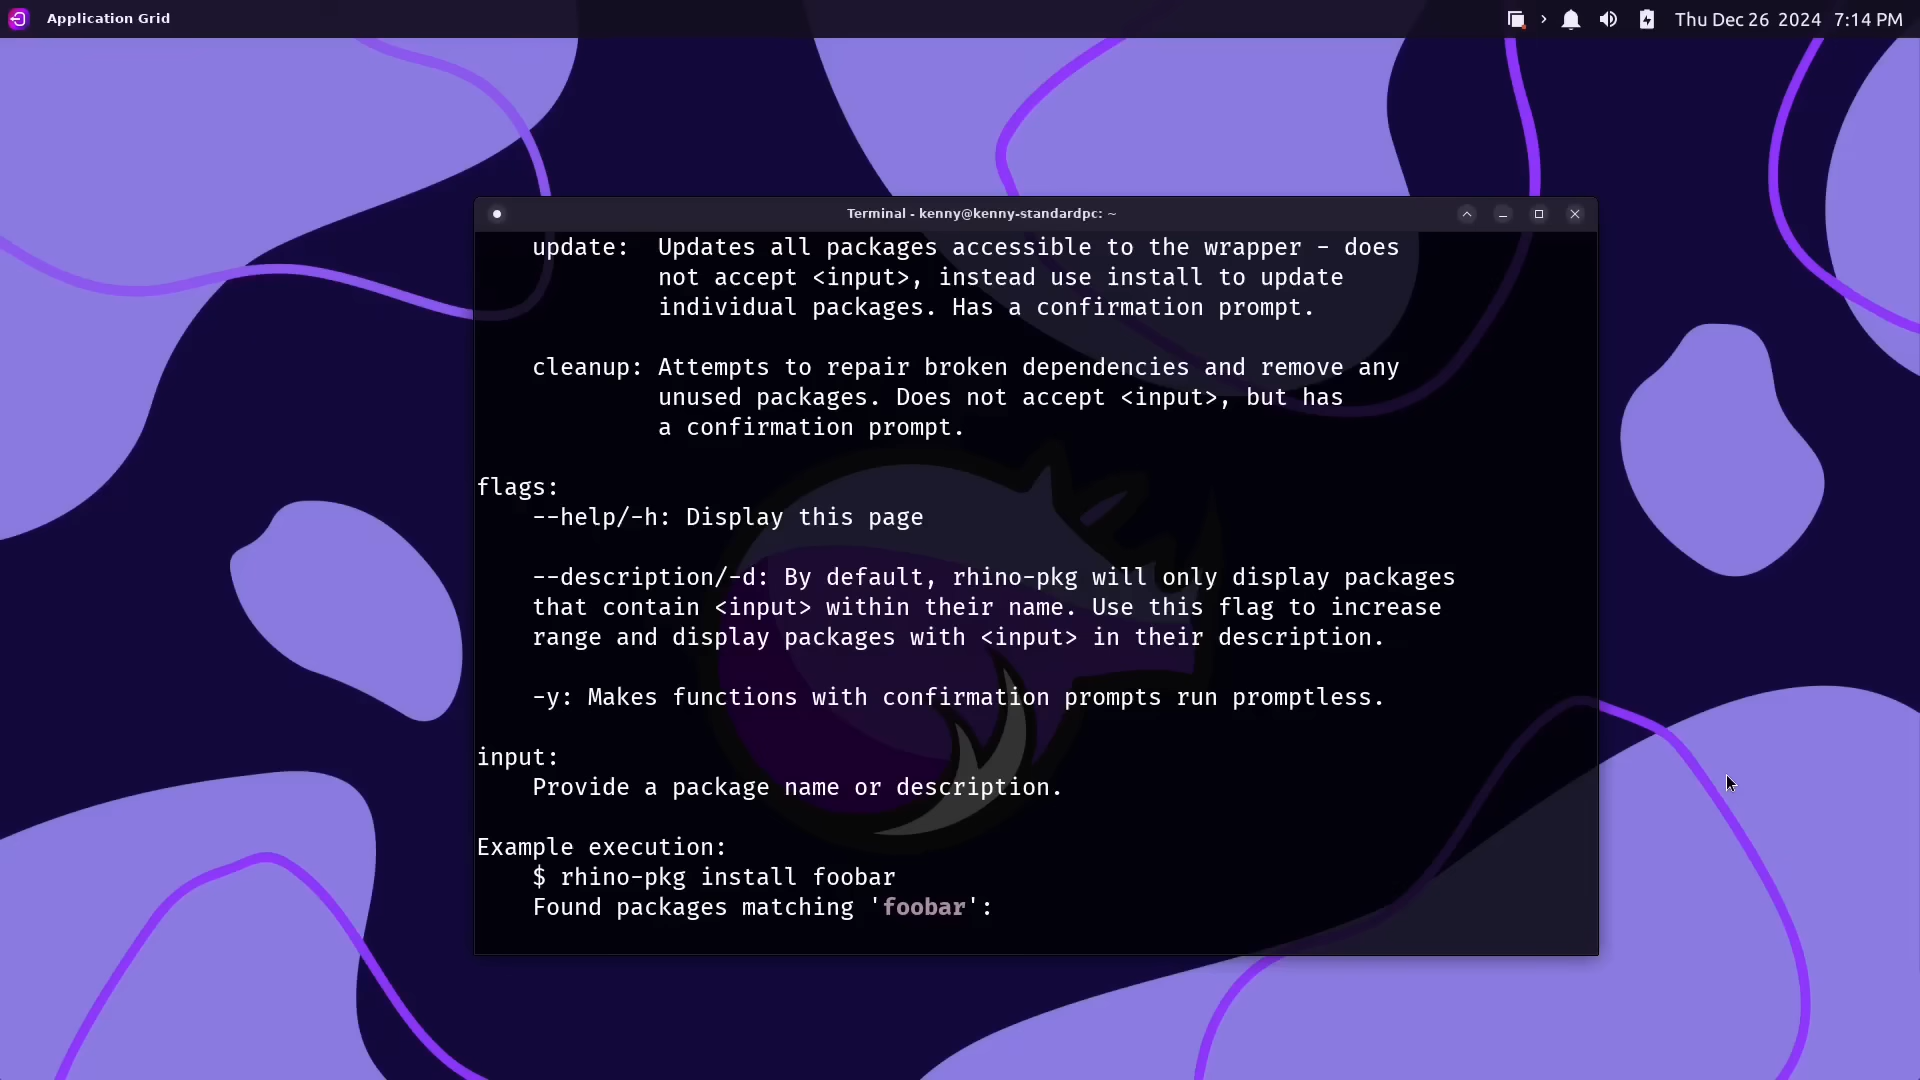 Application Grid
Thu Dec 26 2024 7:14 PM
Terminal - kenny@kenny-standardpc: ~
update: Updates all packages accessible to the wrapper - does
not accept <input>, instead use install to update
individual packages. Has a confirmation prompt.
cleanup: Attempts to repair broken dependencies and remove any
unused packages. Does not accept <input>, but has
a confirmation prompt.
flags:
--help/-h: Display this page
--description/-d: By default, rhino-pkg will only display packages
that contain <input> within their name. Use this flag to increase
range and display packages with <input> in their description.
-y: Makes functions with confirmation prompts run promptless.
input:
Provide a package name or description.
Example execution:
$ rhino-pkg install foobar
Found packages matching 'foobar':